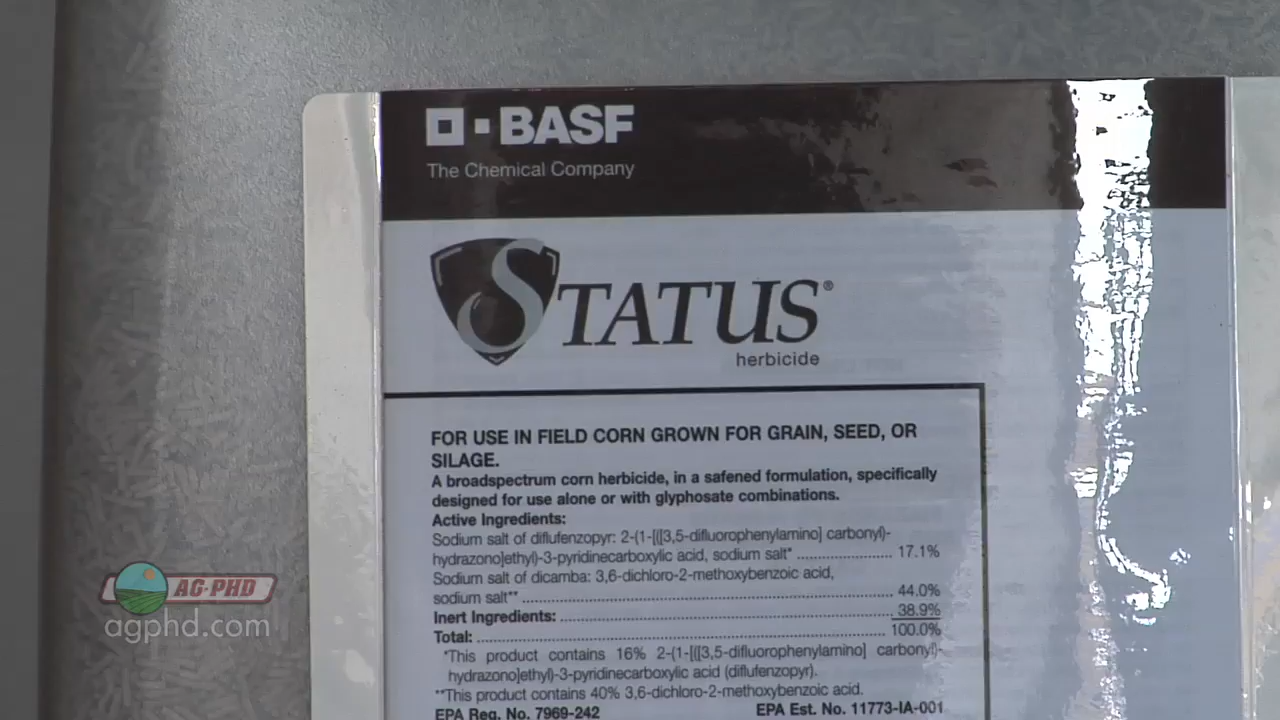 BASF
The Chemical Company
STATUS®
herbicide
FOR USE IN FIELD CORN GROWN FOR GRAIN, SEED, OR
SILAGE.
A broadspectrum corn herbicide, in a safened formulation, specifically
designed for use alone or with glyphosate combinations.
Active Ingredients:
Sodium salt of diflufenzopyr: 2-(1-[([3,5-difluorophenylamino] carbonyl)-
hydrazono]ethyl)-3-pyridinecarboxylic acid, sodium salt* ........................ 17.1%
Sodium salt of dicamba: 3,6-dichloro-2-methoxybenzoic acid,
sodium salt** ........................ 44.0%
Inert Ingredients: ........................ 38.9%
Total: ........................ 100.0%
*This product contains 16% 2-(1-[([3,5-difluorophenylamino] carbonyl)-
hydrazono]ethyl)-3-pyridinecarboxylic acid (diflufenzopyr).
**This product contains 40% 3,6-dichloro-2-methoxybenzoic acid.
EPA Reg. No. 7969-242 EPA Est. No. 11773-IA-001
AG-PHD
agphd.com